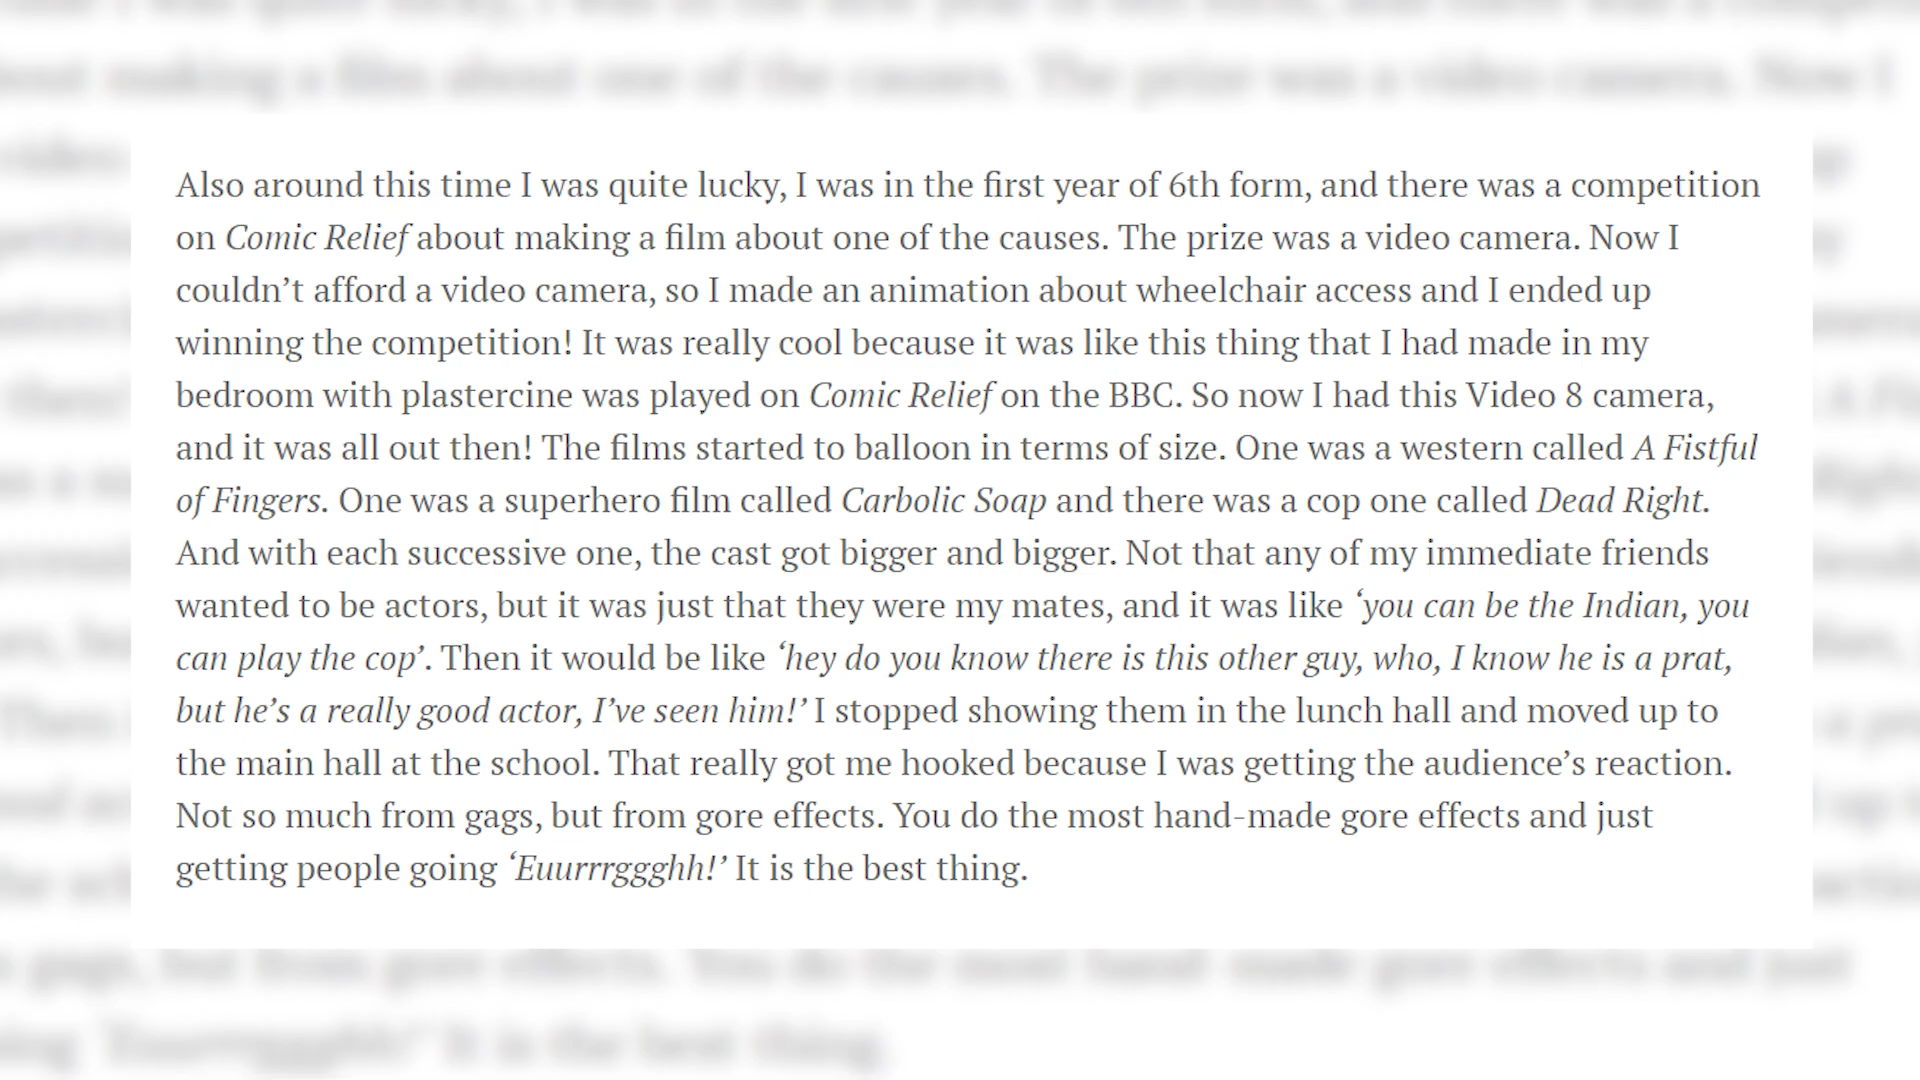 Also around this time I was quite lucky, I was in the first year of 6th form, and there was a competition
on Comic Relief about making a film about one of the causes. The prize was a video camera. Now I
couldn’t afford a video camera, so I made an animation about wheelchair access and I ended up
winning the competition! It was really cool because it was like this thing that I had made in my
bedroom with plastercine was played on Comic Relief on the BBC. So now I had this Video 8 camera,
and it was all out then! The films started to balloon in terms of size. One was a western called A Fistful
of Fingers. One was a superhero film called Carbolic Soap and there was a cop one called Dead Right.
And with each successive one, the cast got bigger and bigger. Not that any of my immediate friends
wanted to be actors, but it was just that they were my mates, and it was like ‘you can be the Indian, you
can play the cop’. Then it would be like ‘hey do you know there is this other guy, who, I know he is a prat,
but he’s a really good actor, I’ve seen him!’ I stopped showing them in the lunch hall and moved up to
the main hall at the school. That really got me hooked because I was getting the audience’s reaction.
Not so much from gags, but from gore effects. You do the most hand-made gore effects and just
getting people going ‘Euurrrggghh!’ It is the best thing.